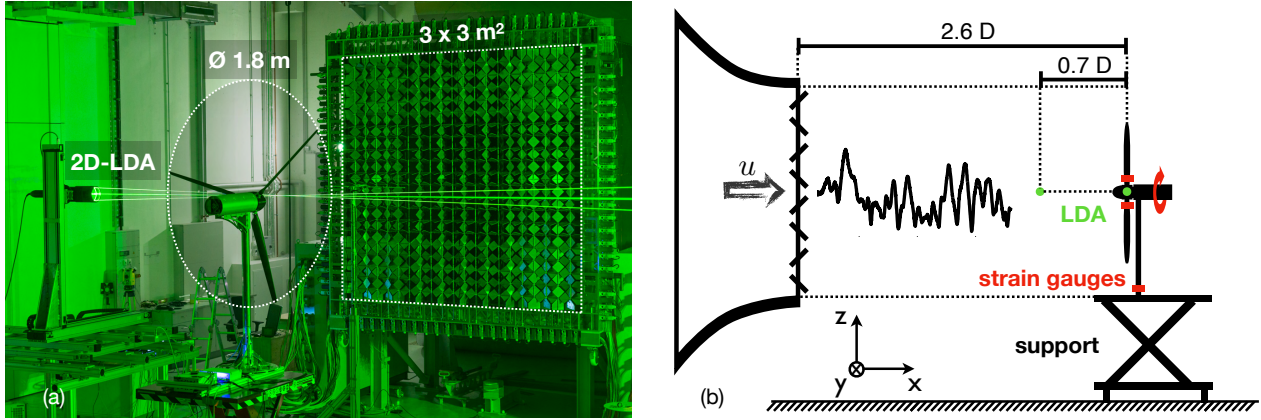 3 x 3 m²
Ø 1.8 m
2D-LDA
(a)
2.6 D
0.7 D
u
LDA
strain gauges
z
support
y
x
(b)